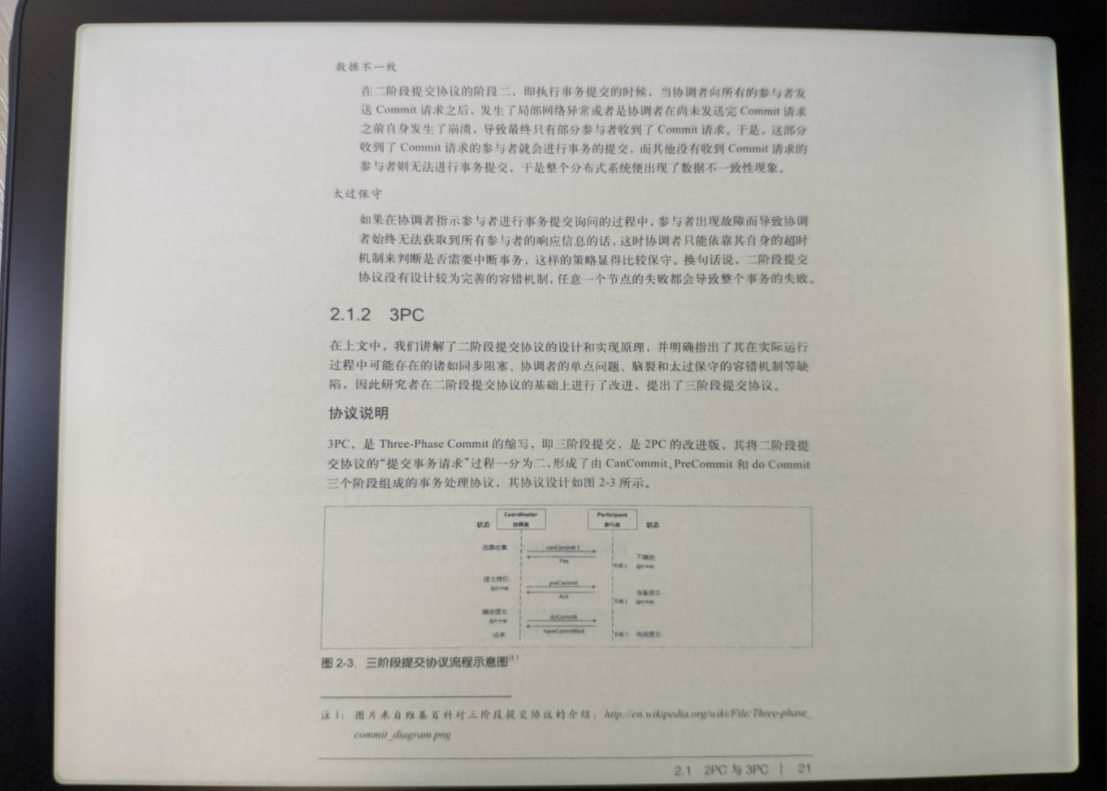 数据不一致
在二阶段提交协议的阶段二，即执行事务提交的时候，当协调者向所有的参与者发
送 Commit 请求之后，发生了局部网络异常或者是协调者在尚未发送完 Commit 请求
之前自身发生了崩溃，导致最终只有部分参与者收到了 Commit 请求。于是，这部分
收到了 Commit 请求的参与者就会进行事务的提交，而其他没有收到 Commit 请求的
参与者则无法进行事务提交，于是整个分布式系统便出现了数据不一致性现象。
太过保守
如果在协调者指示参与者进行事务提交询问的过程中，参与者出现故障而导致协调
者始终无法获取到所有参与者的响应信息的话，这时协调者只能依靠其自身的超时
机制来判断是否需要中断事务，这样的策略显得比较保守。换句话说，二阶段提交
协议没有设计较为完善的容错机制，任意一个节点的失败都会导致整个事务的失败。
2.1.2 3PC
在上文中，我们讲解了二阶段提交协议的设计和实现原理，并明确指出了其在实际运行
过程中可能存在的诸如同步阻塞、协调者的单点问题、脑裂和太过保守的容错机制等缺
陷，因此研究者在二阶段提交协议的基础上进行了改进，提出了三阶段提交协议。
协议说明
3PC，是 Three-Phase Commit 的缩写，即三阶段提交，是 2PC 的改进版，其将二阶段提
交协议的“提交事务请求”过程一分为二，形成了由 CanCommit、PreCommit 和 do Commit
三个阶段组成的事务处理协议，其协议设计如图 2-3 所示。
Coordinator Participant
状态 协调者 参与者 状态
canCommit?
Yes
preCommit
Ack
doCommit
haveCommitted
图 2-3. 三阶段提交协议流程示意图注1
注1： 图片来自维基百科对三阶段提交协议的介绍：http://en.wikipedia.org/wiki/File:Three-phase_
commit_diagram.png
2.1 2PC 与 3PC | 21